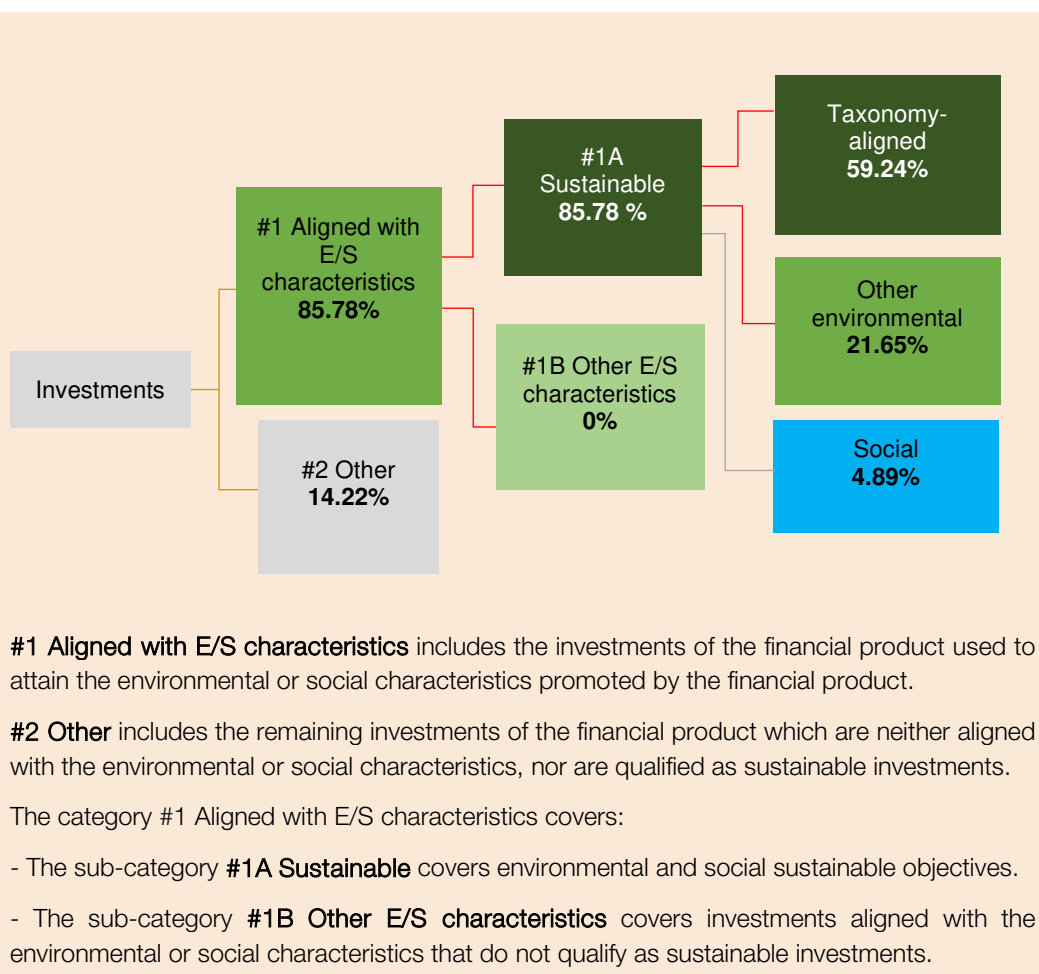 Investments
#1 Aligned with
E/S
characteristics
85.78%
#2 Other
14.22%
#1A
Sustainable
85.78 %
#1B Other E/S
characteristics
0%
Taxonomy-
aligned
59.24%
Other
environmental
21.65%
Social
4.89%
#1 Aligned with E/S characteristics includes the investments of the financial product used to
attain the environmental or social characteristics promoted by the financial product.
#2 Other includes the remaining investments of the financial product which are neither aligned
with the environmental or social characteristics, nor are qualified as sustainable investments.
The category #1 Aligned with E/S characteristics covers:
- The sub-category #1A Sustainable covers environmental and social sustainable objectives.
- The sub-category #1B Other E/S characteristics covers investments aligned with the
environmental or social characteristics that do not qualify as sustainable investments.